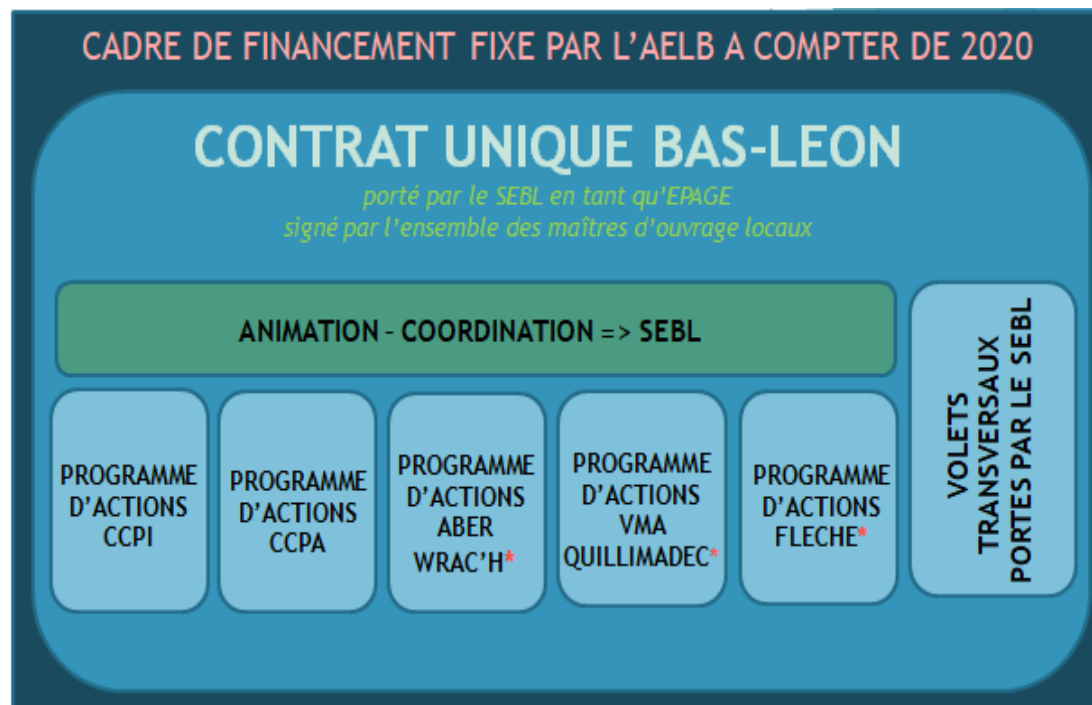 CADRE DE FINANCEMENT FIXE PAR L'AELB A COMPTER DE 2020
CONTRAT UNIQUE BAS-LEON
porté par le SEBL en tant qu'EPAGE
signé par l'ensemble des maîtres d'ouvrage locaux
ANIMATION – COORDINATION => SEBL
PROGRAMME
D'ACTIONS
CCPI
PROGRAMME
D'ACTIONS
CCPA
PROGRAMME
D'ACTIONS
ABER
WRAC'H*
PROGRAMME
D'ACTIONS
VMA
QUILLIMADEC*
PROGRAMME
D'ACTIONS
FLECHE*
VOLETS
TRANSVERSAUX
PORTES PAR LE SEBL